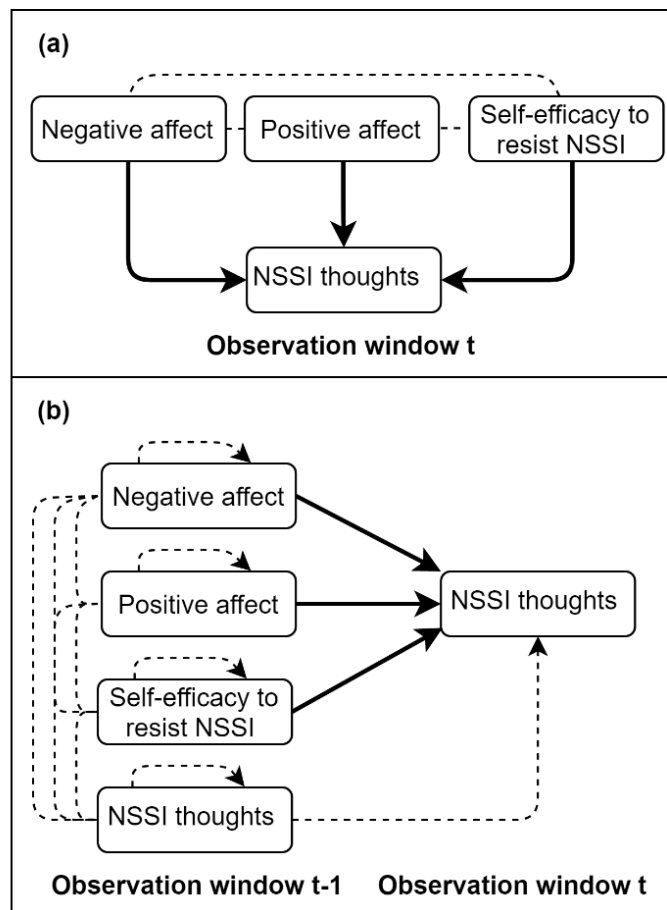 (a)
Negative affect
Positive affect
Self-efficacy to
resist NSSI
NSSI thoughts
Observation window t
(b)
Negative affect
Positive affect
Self-efficacy to
resist NSSI
NSSI thoughts
NSSI thoughts
Observation window t-1
Observation window t